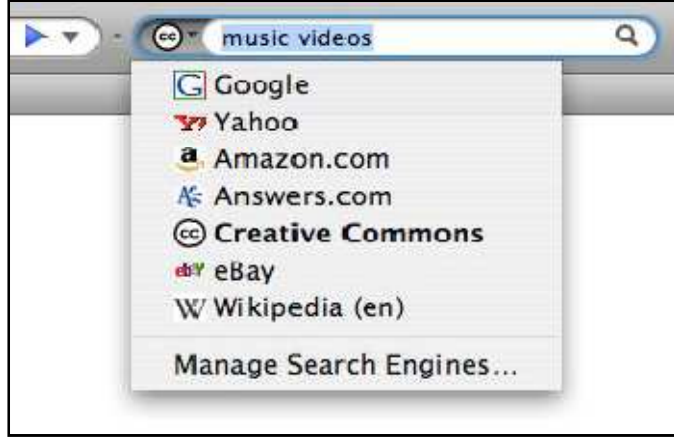 music videos
Google
Yahoo
Amazon.com
Answers.com
Creative Commons
eBay
Wikipedia (en)
Manage Search Engines...